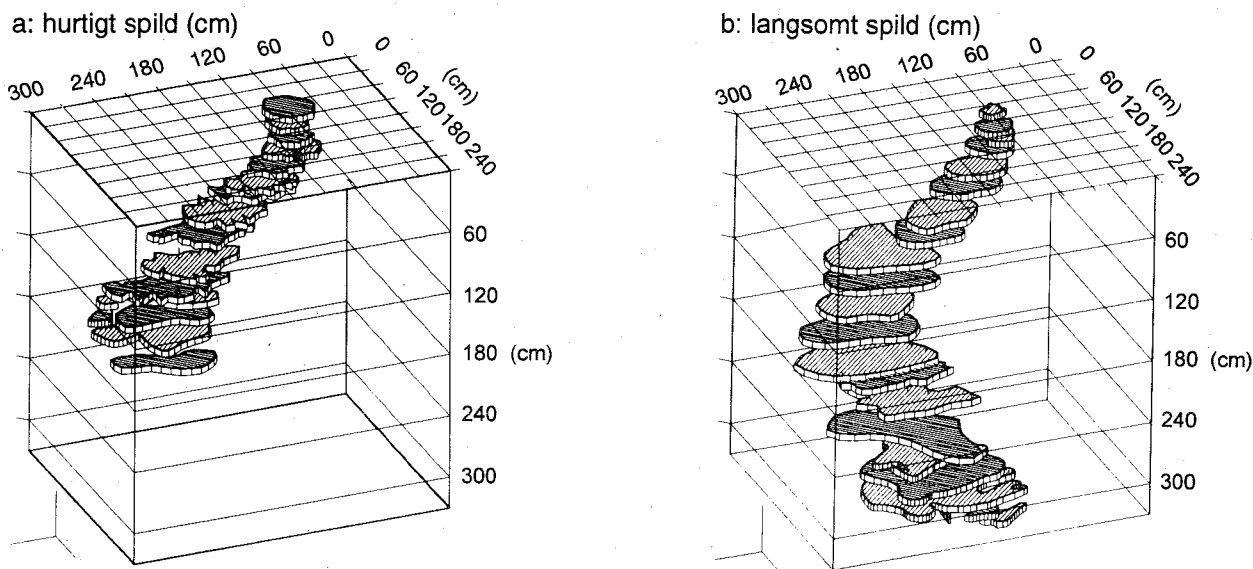 a: hurtigt spild (cm)
300 240 180 120 60 0
0 60 120 180 240 (cm)
60
120
180 (cm)
240
300
b: langsomt spild (cm)
300 240 180 120 60 0
0 60 120 180 240 (cm)
60
120
180 (cm)
240
300